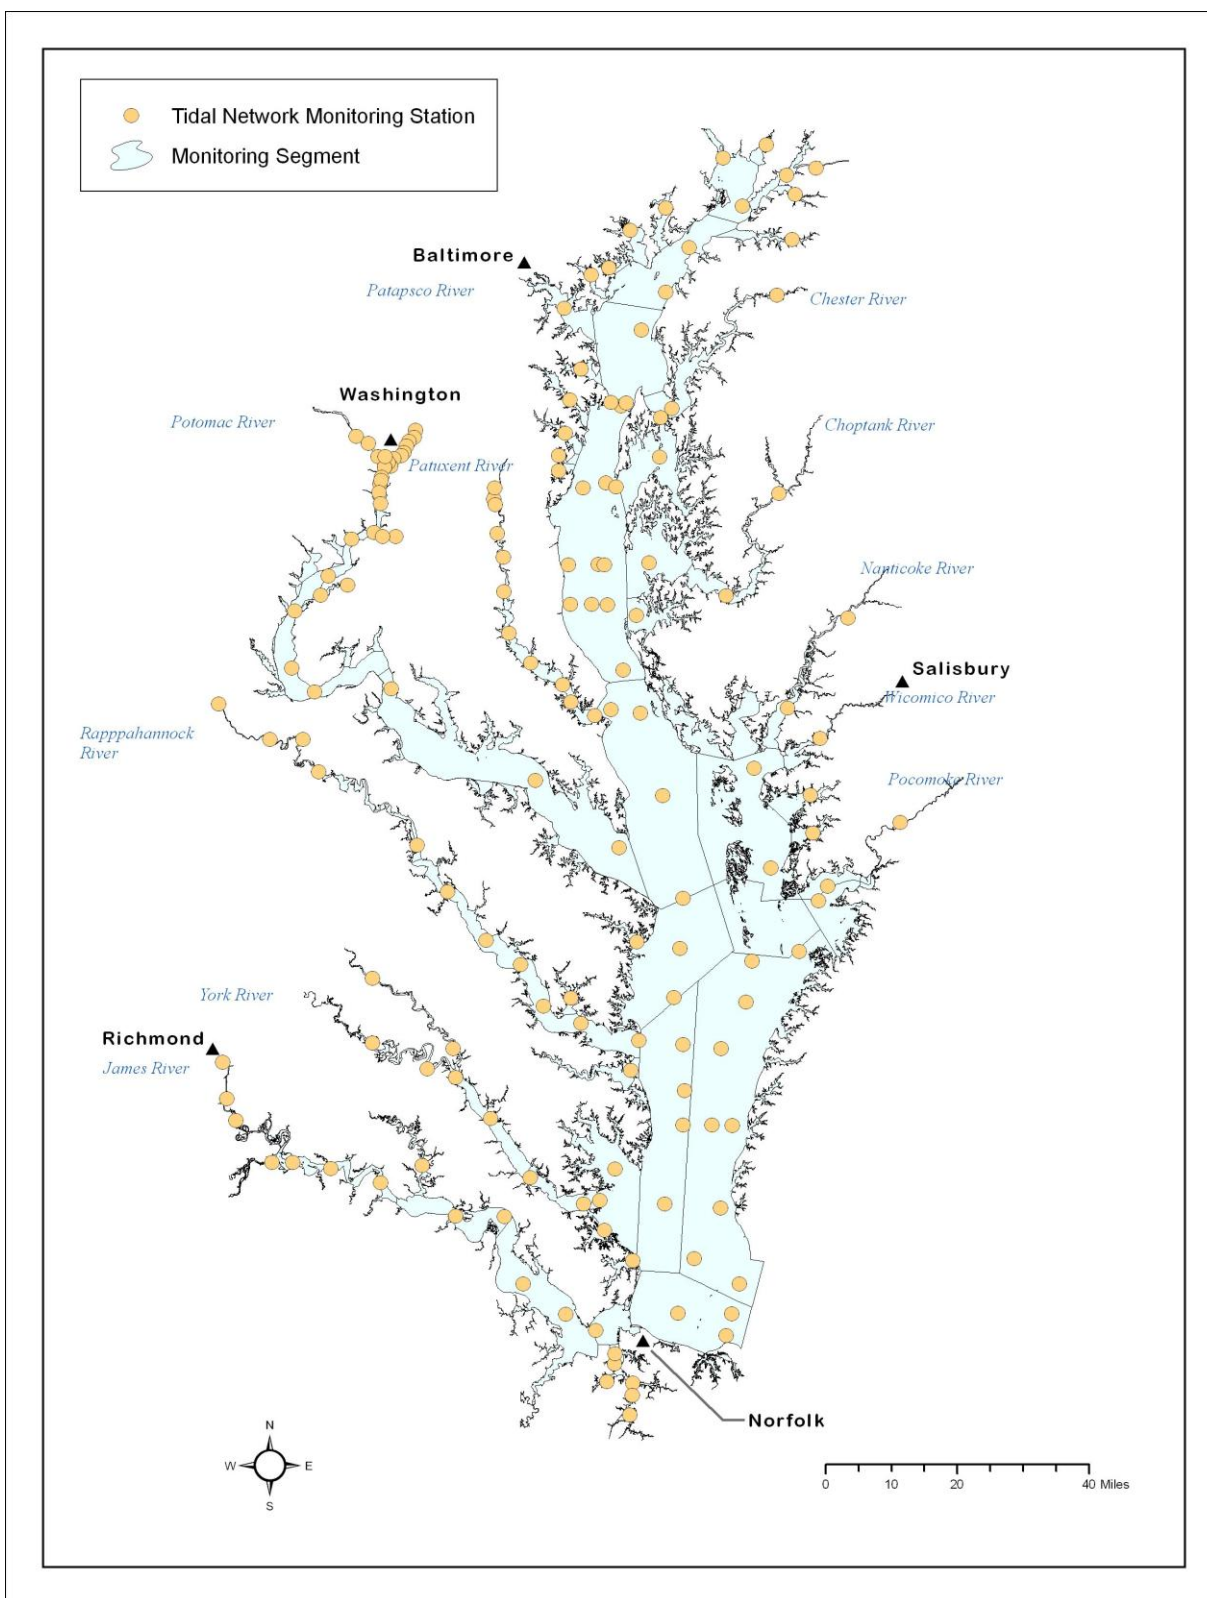 Tidal Network Monitoring Station
Monitoring Segment
Baltimore
Patapsco River
Chester River
Washington
Potomac River
Choptank River
Patuxent River
Nanticoke River
Salisbury
Wicomico River
Rapppahannock
River
Pocomoke River
York River
Richmond
James River
Norfolk
N
W E
S
0 10 20 40 Miles